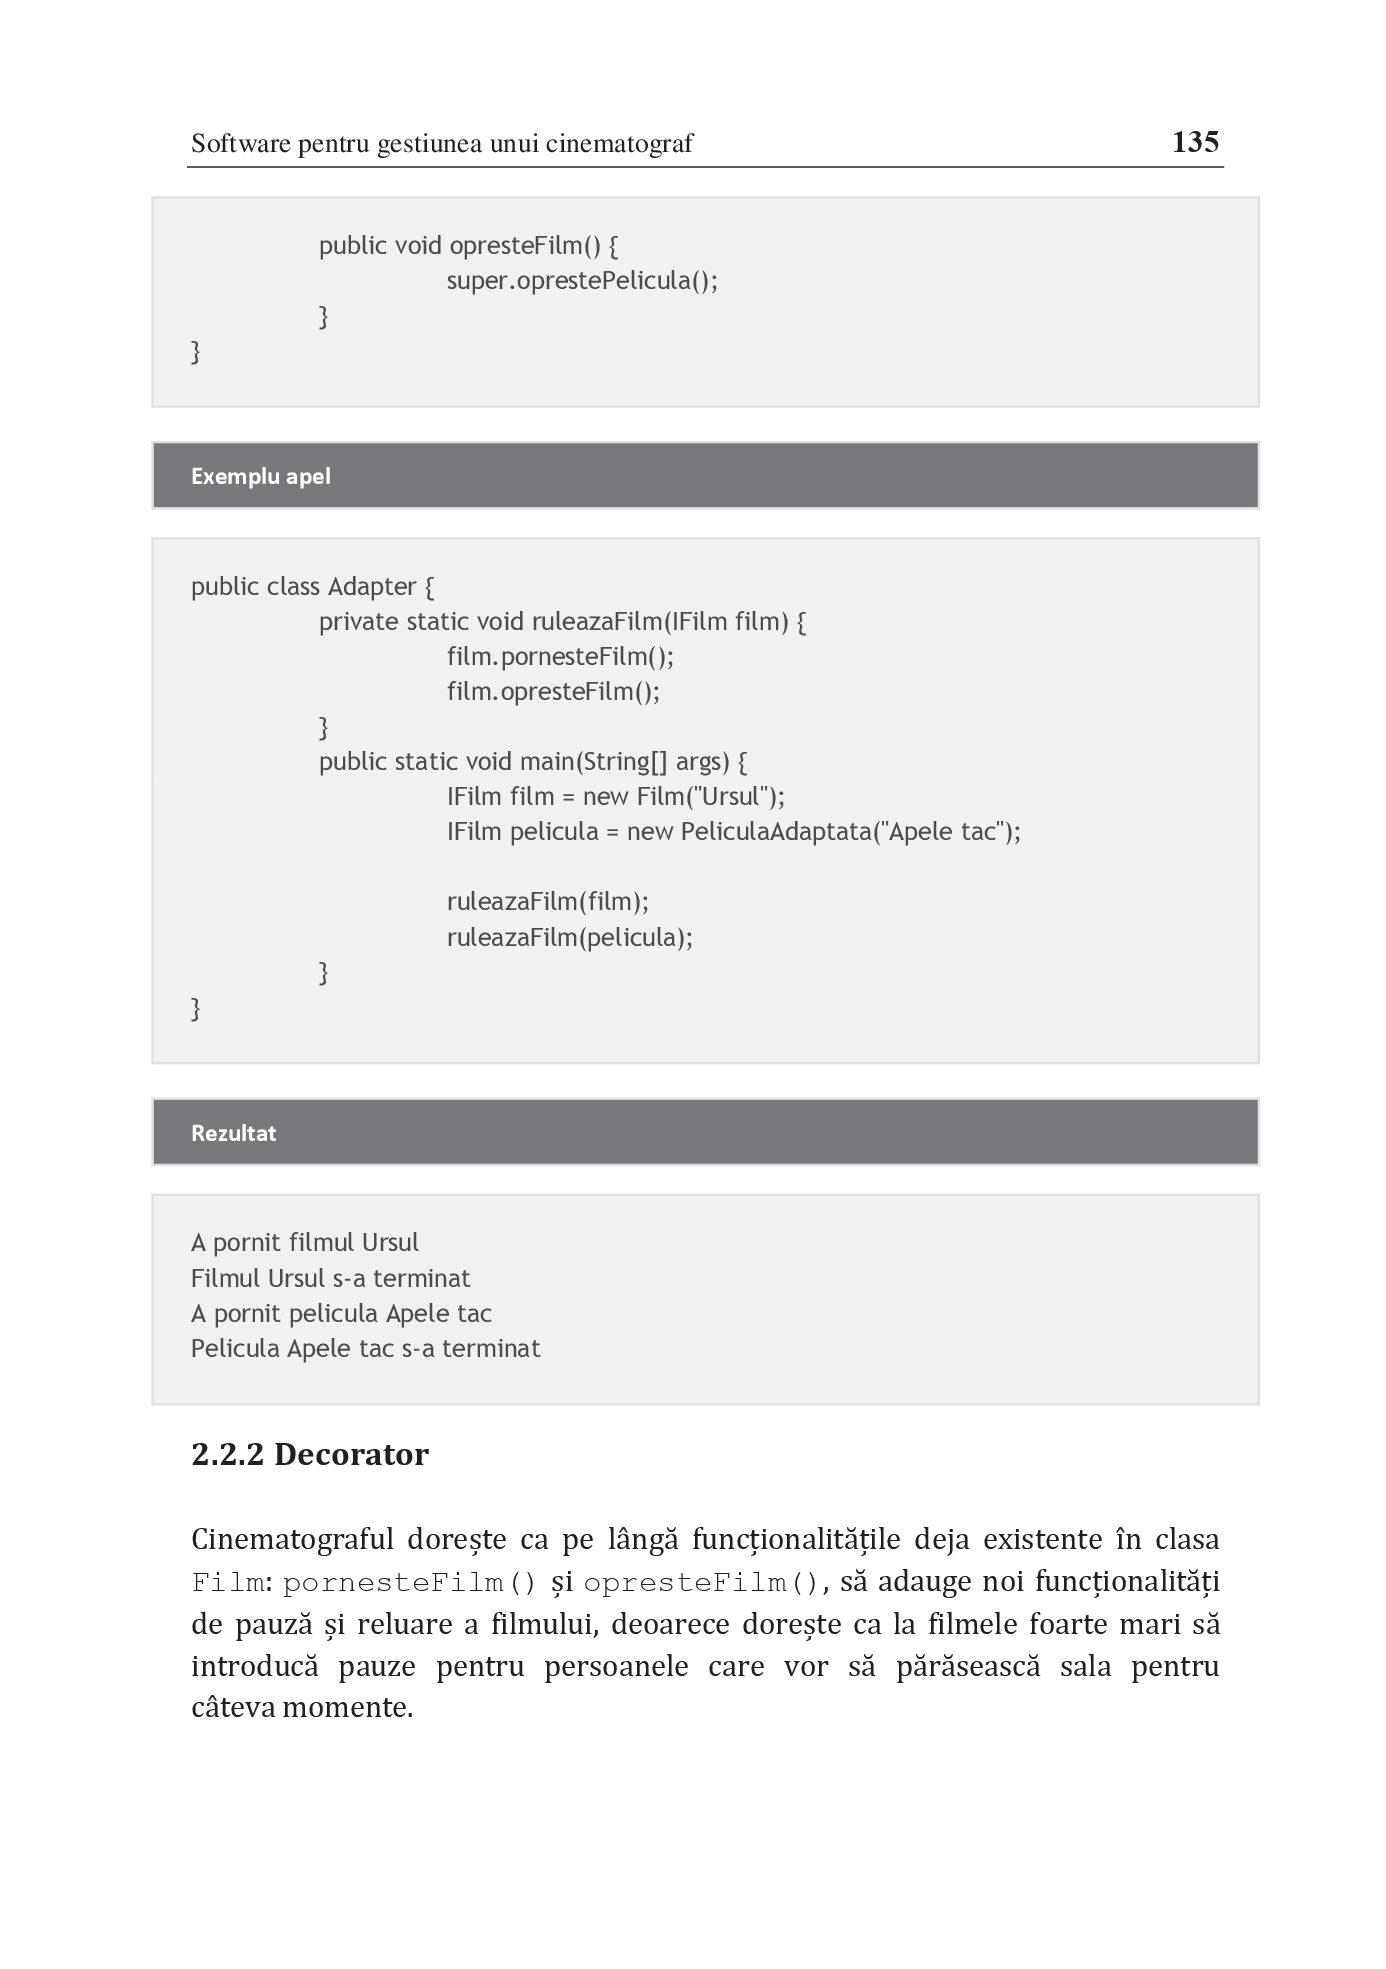 Software pentru gestiunea unui cinematograf 135
public void opresteFilm() {
super.oprestePelicula();
}
}
Exemplu apel
public class Adapter {
private static void ruleazaFilm(IFilm film) {
film.pornesteFilm();
film.opresteFilm();
}
public static void main(String[] args) {
IFilm film = new Film("Ursul");
IFilm pelicula = new PeliculaAdaptata("Apele tac");
ruleazaFilm(film);
ruleazaFilm(pelicula);
}
}
Rezultat
A pornit filmul Ursul
Filmul Ursul s-a terminat
A pornit pelicula Apele tac
Pelicula Apele tac s-a terminat
2.2.2 Decorator
Cinematograful dorește ca pe lângă funcționalitățile deja existente în clasa
Film: pornesteFilm() și opresteFilm(), să adauge noi funcționalități
de pauză și reluare a filmului, deoarece dorește ca la filmele foarte mari să
introducă pauze pentru persoanele care vor să părăsească sala pentru
câteva momente.